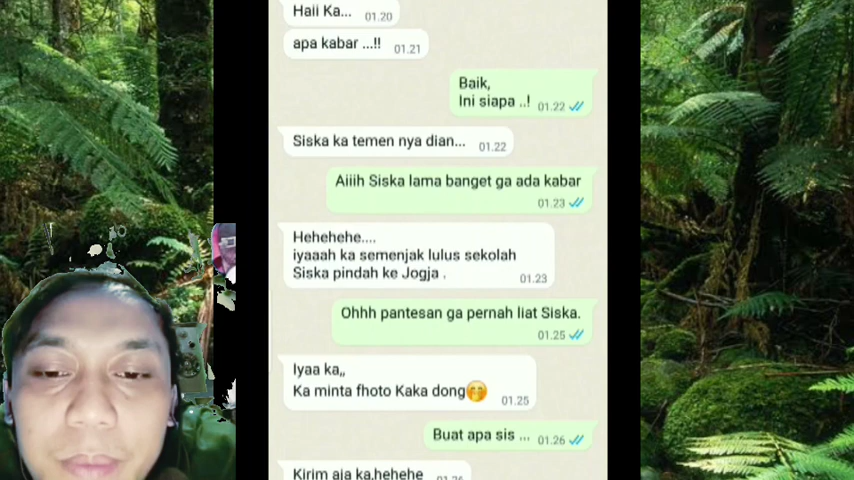 Haii Ka... 01.20
apa kabar ...!! 01.21
Baik,
Ini siapa ..! 01.22
Siska ka temen nya dian... 01.22
Aiiih Siska lama banget ga ada kabar
01.23
Hehehehe....
iyaaah ka semenjak lulus sekolah
Siska pindah ke Jogja . 01.23
Ohhh pantesan ga pernah liat Siska.
01.25
Iyaa ka,,
Ka minta fhoto Kaka dong🤭 01.25
Buat apa sis ... 01.26
Kirim aja ka,hehehe 01.26